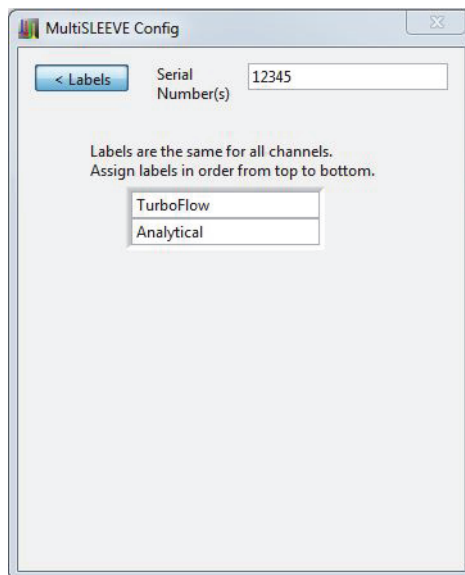 MultiSLEEVE Config
< Labels
Serial
Number(s)
12345
Labels are the same for all channels.
Assign labels in order from top to bottom.
TurboFlow
Analytical